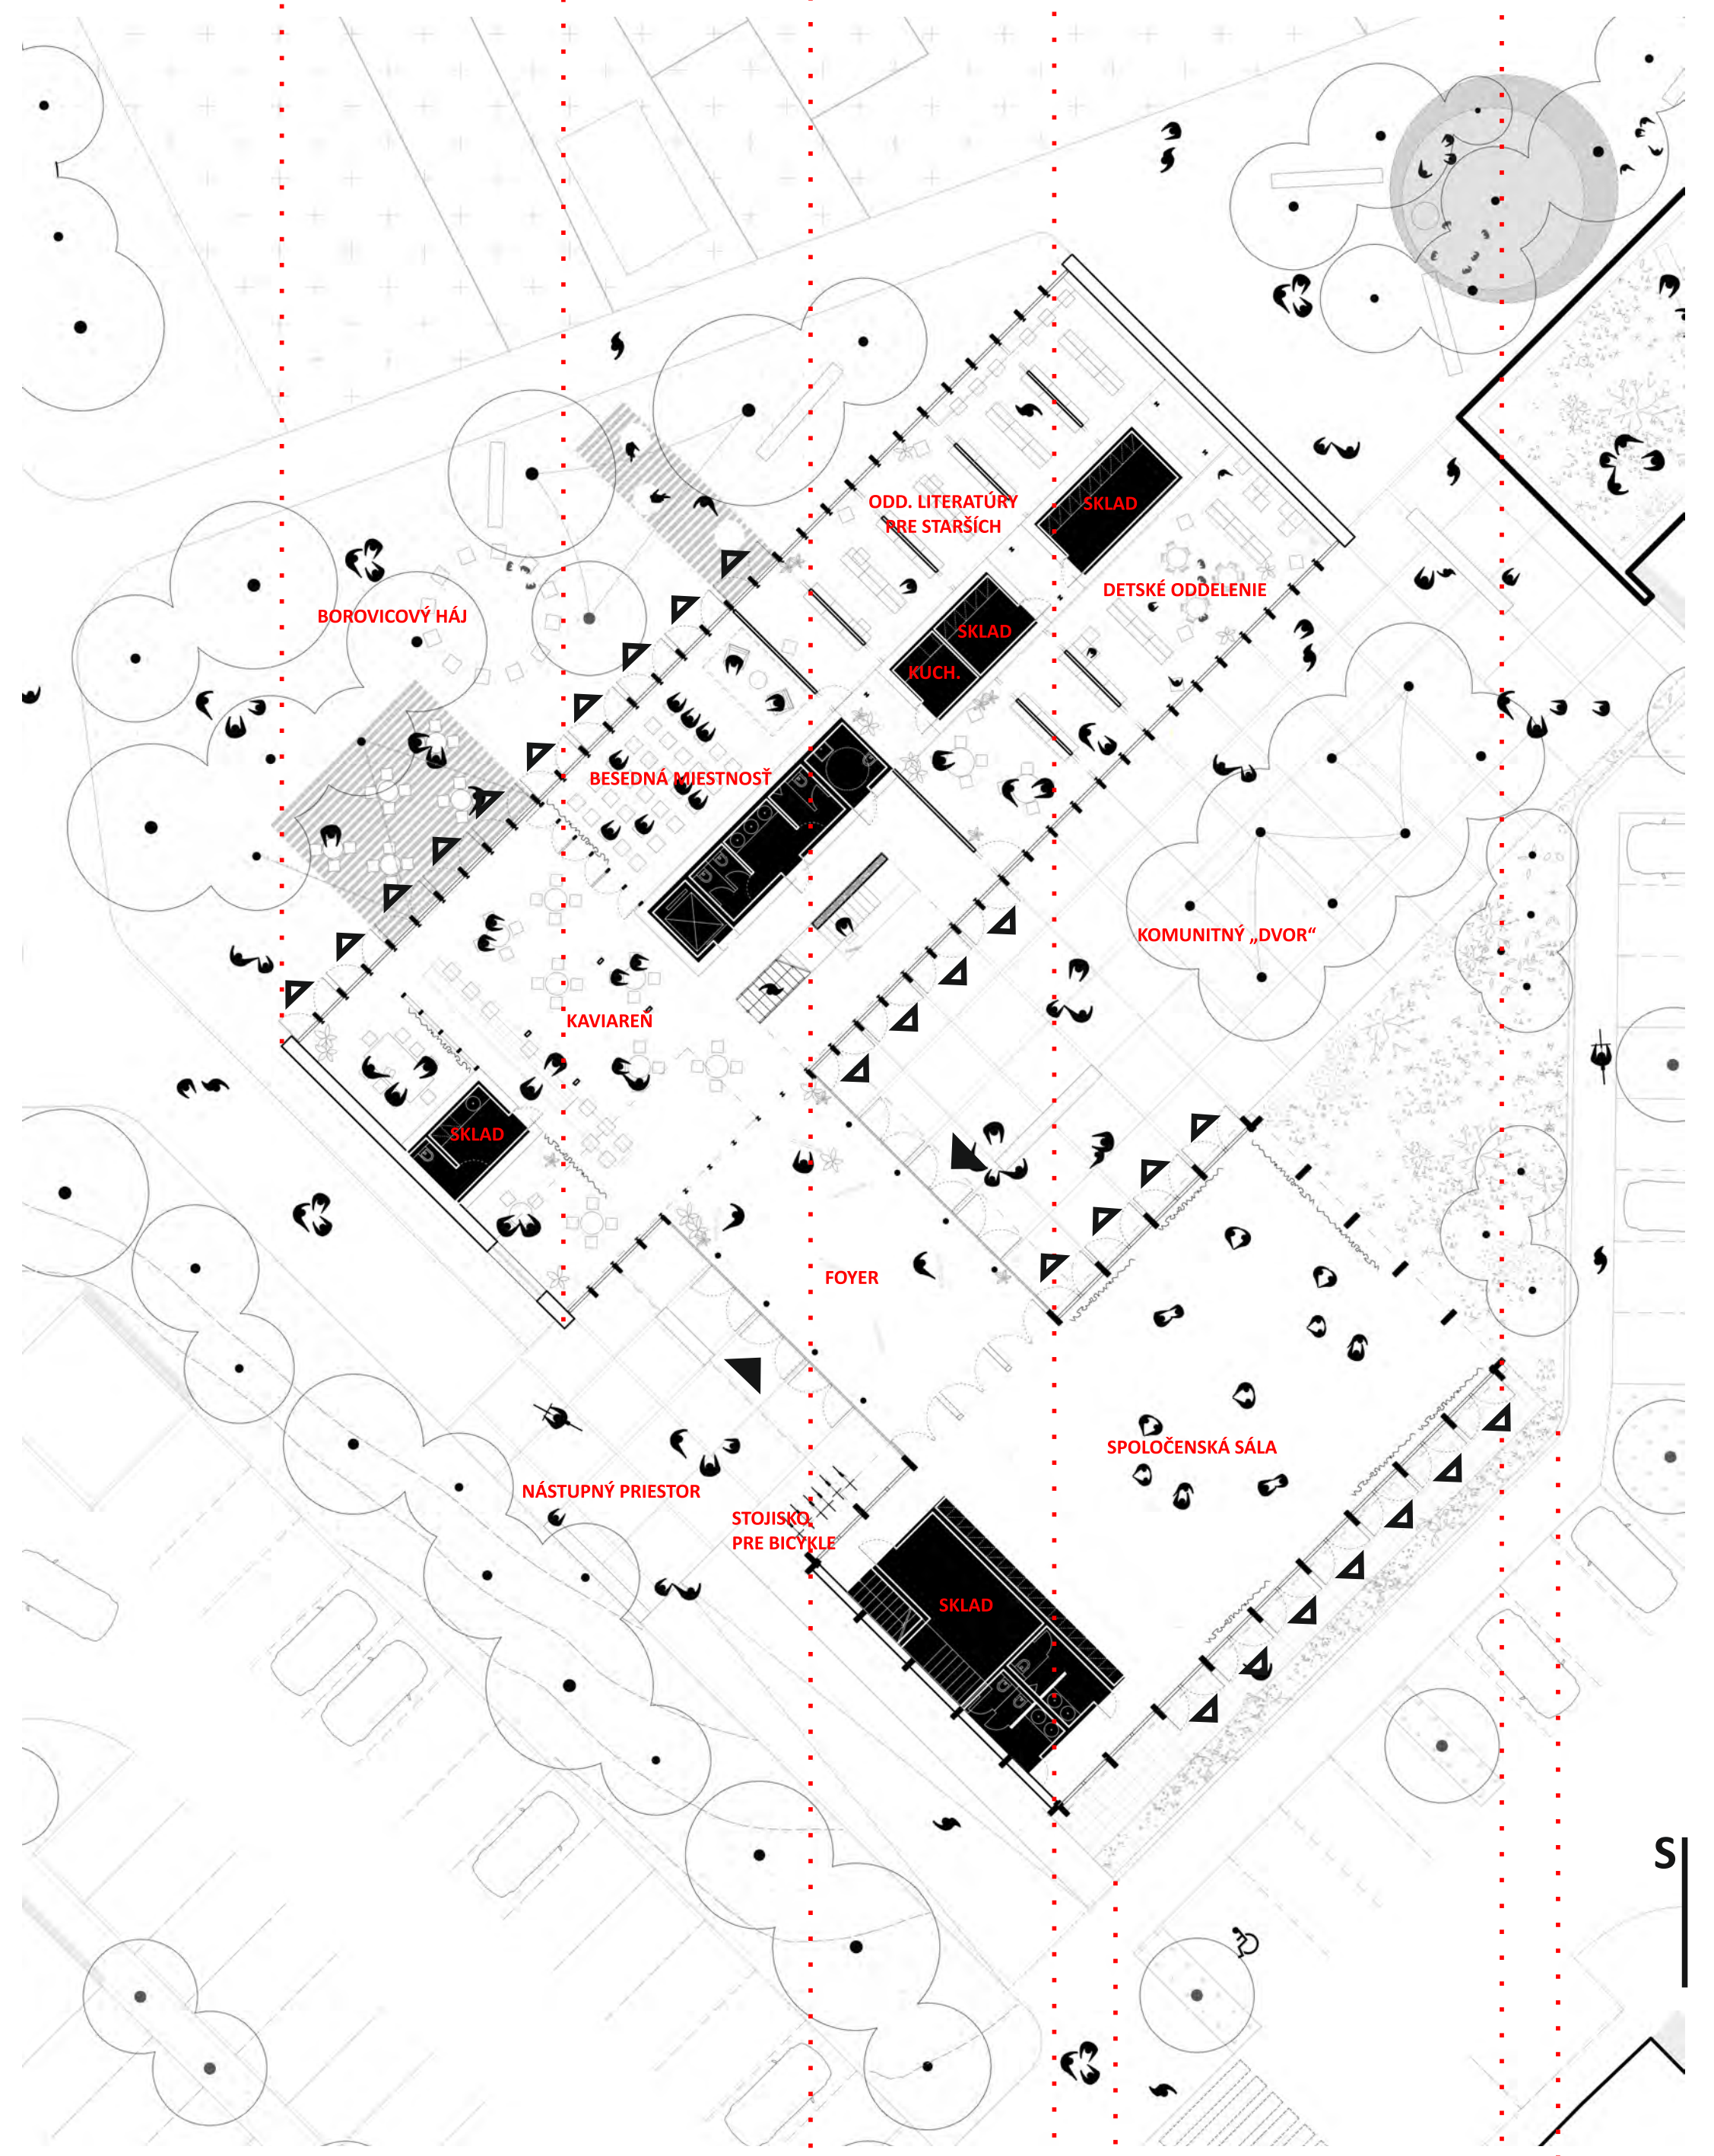 ODD. LITERATÚRY
PRE STARŠÍCH
SKLAD
DETSKÉ ODDELENIE
BOROVICOVÝ HÁJ
SKLAD
KUCH.
BESEDNÁ MIESTNOSŤ
KOMUNITNÝ „DVOR“
KAVIAREŇ
SKLAD
FOYER
SPOLOČENSKÁ SÁLA
NÁSTUPNÝ PRIESTOR
STOJISKO
PRE BICYKLE
SKLAD
S